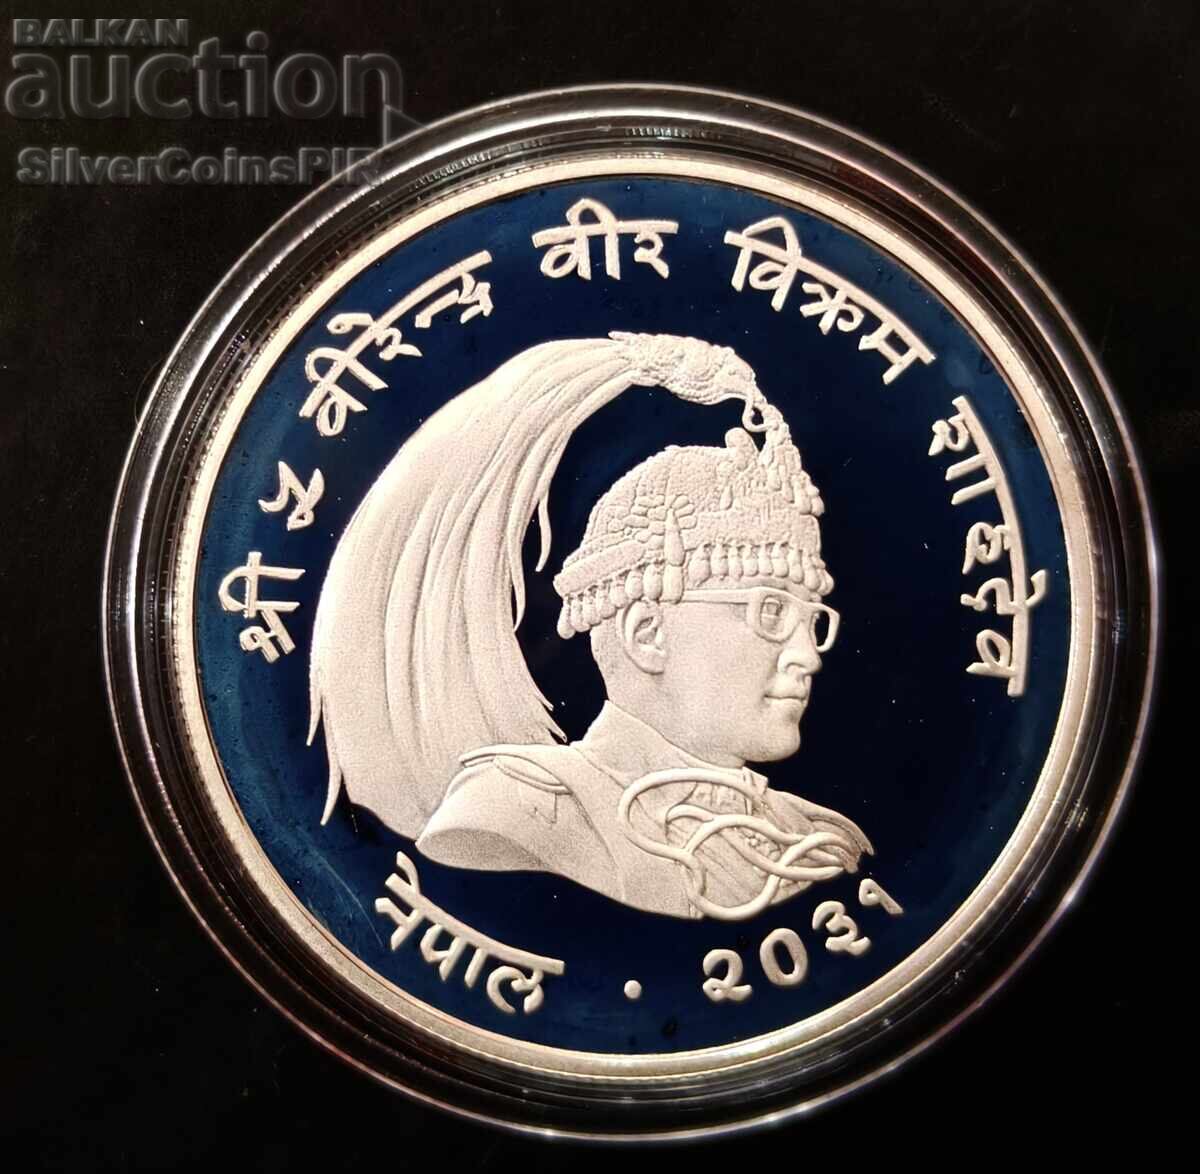 BALKAN
auction
SilverCoinsPIR
श्री ५ वीरेन्द्र वीर विक्रम शाहदेव
नेपाल · २०३१